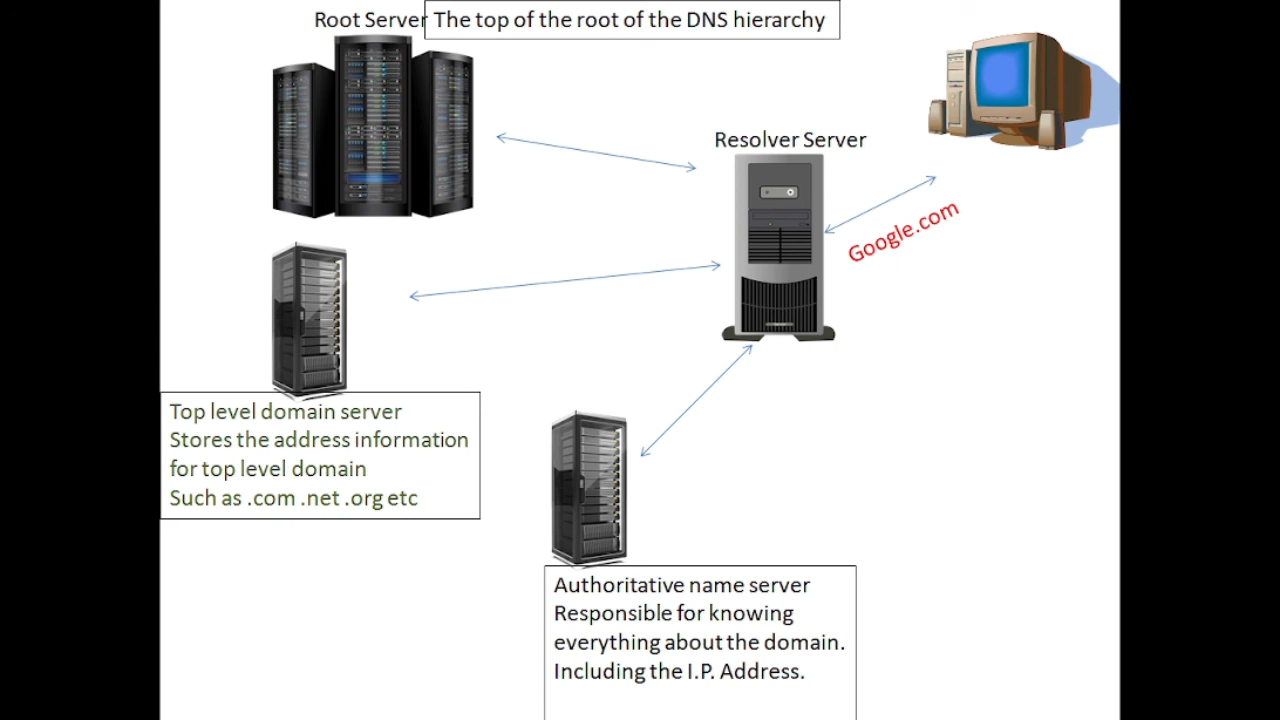 Root Server
The top of the root of the DNS hierarchy
Resolver Server
Google.com
Top level domain server
Stores the address information
for top level domain
Such as .com .net .org etc
Authoritative name server
Responsible for knowing
everything about the domain.
Including the I.P. Address.